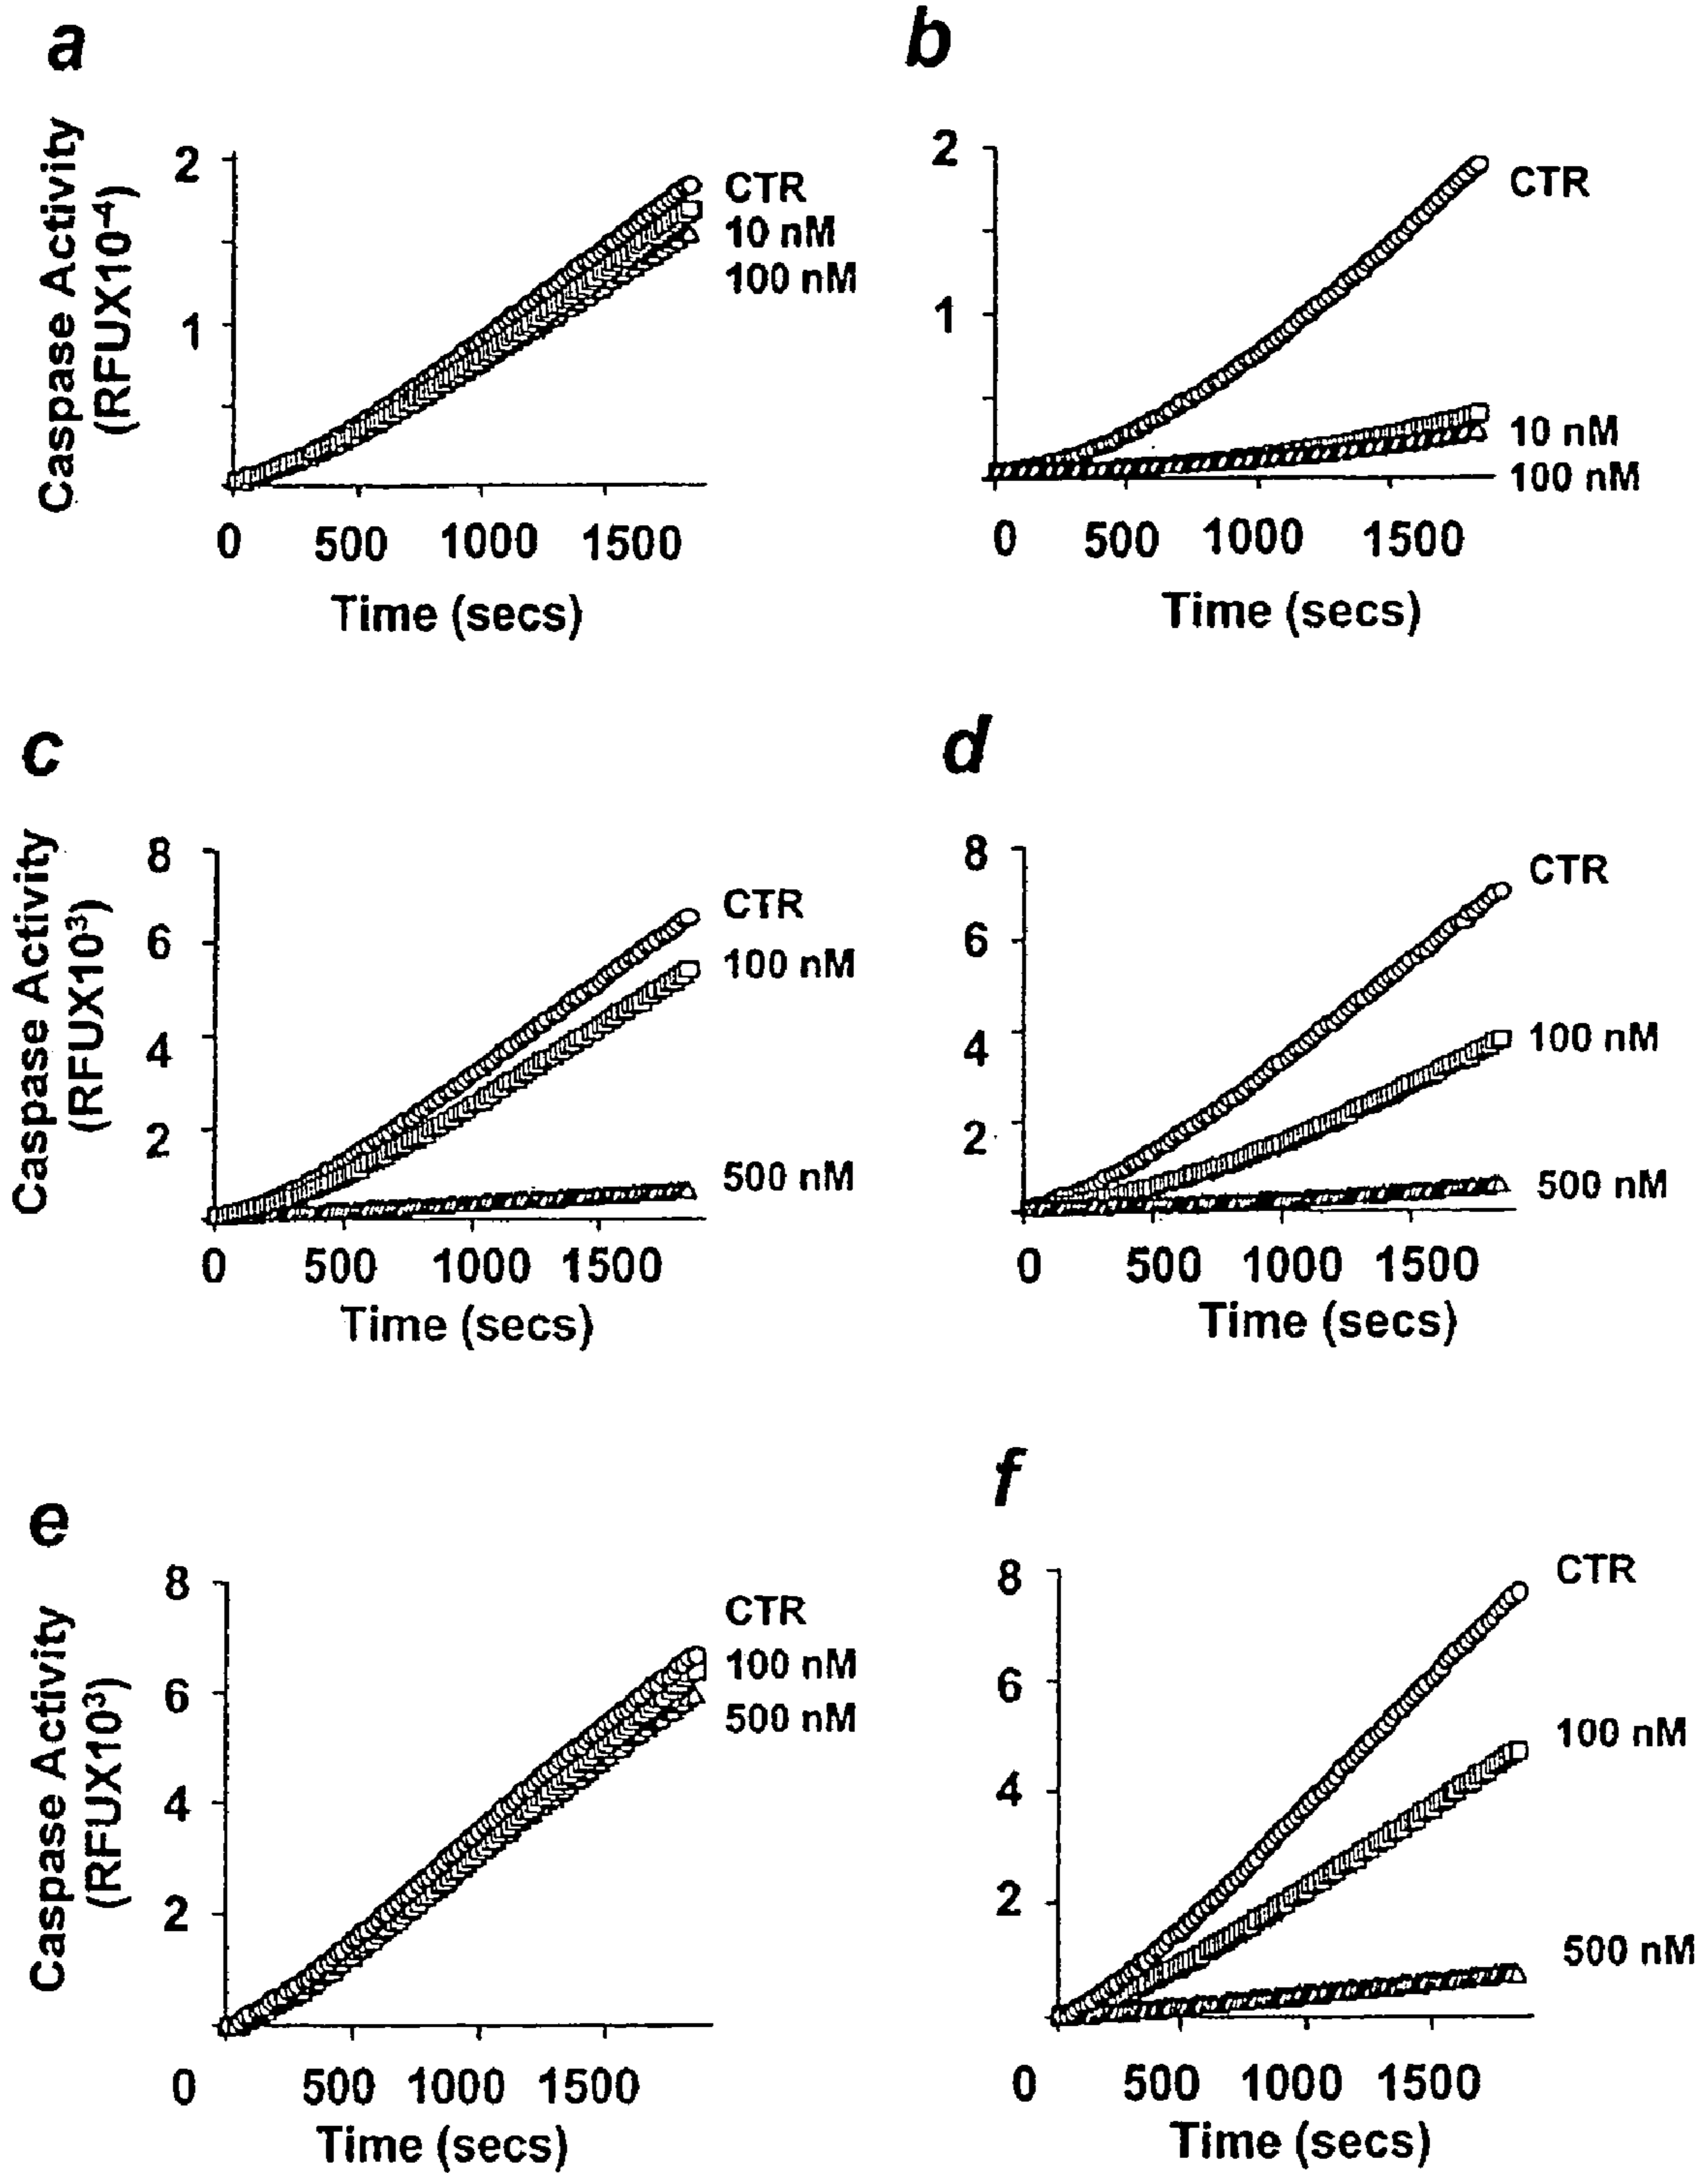 a
Caspase Activity
(RFUX10⁻⁴)
2
1
CTR
10 nM
100 nM
0 500 1000 1500
Time (secs)
b
2
1
CTR
10 nM
100 nM
0 500 1000 1500
Time (secs)
c
Caspase Activity
(RFUX10³)
8
6
4
2
CTR
100 nM
500 nM
0 500 1000 1500
Time (secs)
d
8
6
4
2
CTR
100 nM
500 nM
0 500 1000 1500
Time (secs)
e
Caspase Activity
(RFUX10³)
8
6
4
2
CTR
100 nM
500 nM
0 500 1000 1500
Time (secs)
f
8
6
4
2
CTR
100 nM
500 nM
0 500 1000 1500
Time (secs)